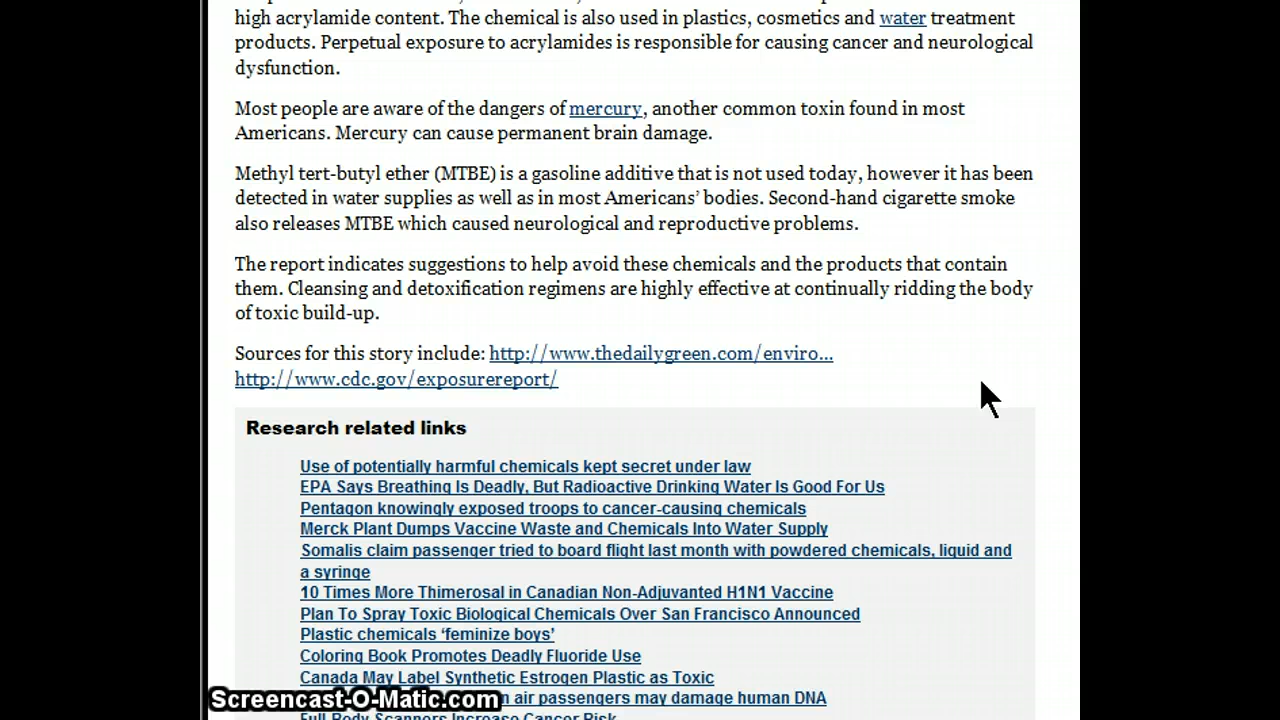 high acrylamide content. The chemical is also used in plastics, cosmetics and water treatment
products. Perpetual exposure to acrylamides is responsible for causing cancer and neurological
dysfunction.
Most people are aware of the dangers of mercury, another common toxin found in most
Americans. Mercury can cause permanent brain damage.
Methyl tert-butyl ether (MTBE) is a gasoline additive that is not used today, however it has been
detected in water supplies as well as in most Americans’ bodies. Second-hand cigarette smoke
also releases MTBE which caused neurological and reproductive problems.
The report indicates suggestions to help avoid these chemicals and the products that contain
them. Cleansing and detoxification regimens are highly effective at continually ridding the body
of toxic build-up.
Sources for this story include: http://www.thedailygreen.com/enviro...
http://www.cdc.gov/exposurereport/
Research related links
Use of potentially harmful chemicals kept secret under law
EPA Says Breathing Is Deadly, But Radioactive Drinking Water Is Good For Us
Pentagon knowingly exposed troops to cancer-causing chemicals
Merck Plant Dumps Vaccine Waste and Chemicals Into Water Supply
Somalis claim passenger tried to board flight last month with powdered chemicals, liquid and
a syringe
10 Times More Thimerosal in Canadian Non-Adjuvanted H1N1 Vaccine
Plan To Spray Toxic Biological Chemicals Over San Francisco Announced
Plastic chemicals ‘feminize boys’
Coloring Book Promotes Deadly Fluoride Use
Canada May Label Synthetic Estrogen Plastic as Toxic
Screencast-O-Matic.com air passengers may damage human DNA
Full Body Scanners Increase Cancer Risk